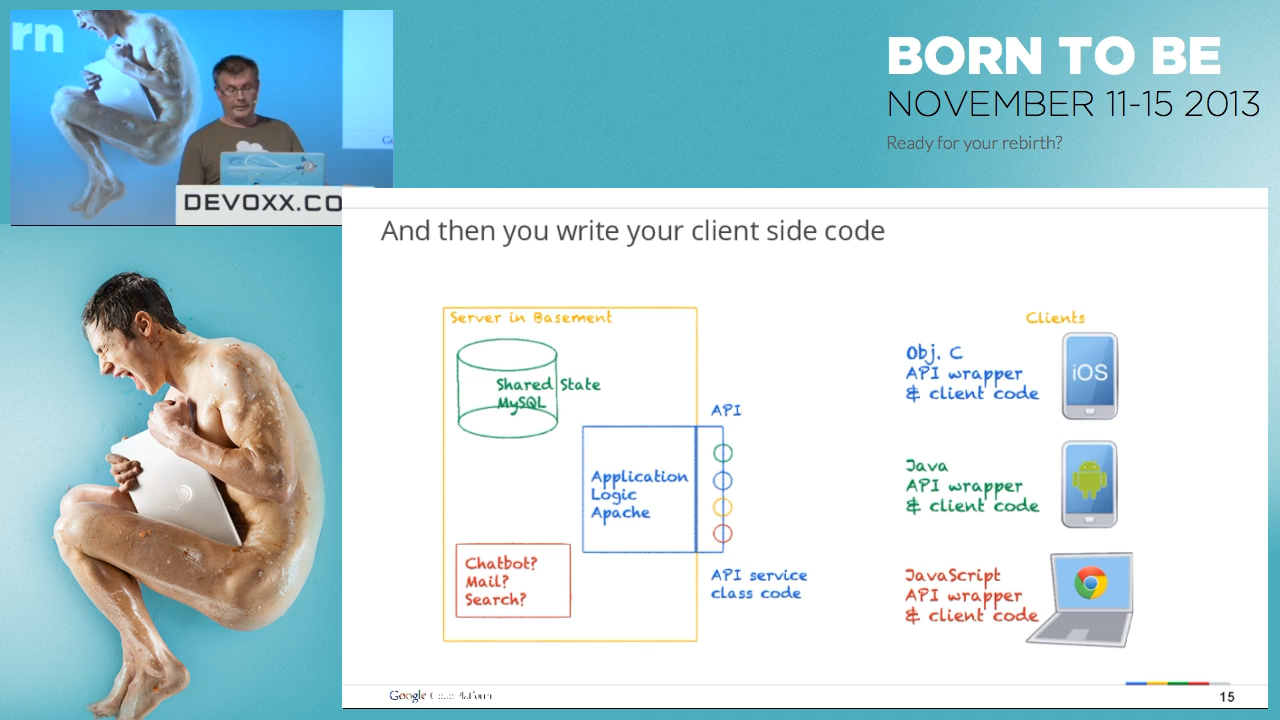 rn
DEVOXX.CO
BORN TO BE
NOVEMBER 11-15 2013
Ready for your rebirth?
And then you write your client side code
Server in Basement
Shared State
MySQL
Application
Logic
Apache
Chatbot?
Mail?
Search?
API
API service
class code
Clients
Obj. C
API wrapper
& client code
iOS
Java
API wrapper
& client code
JavaScript
API wrapper
& client code
Google Cloud Platform
15